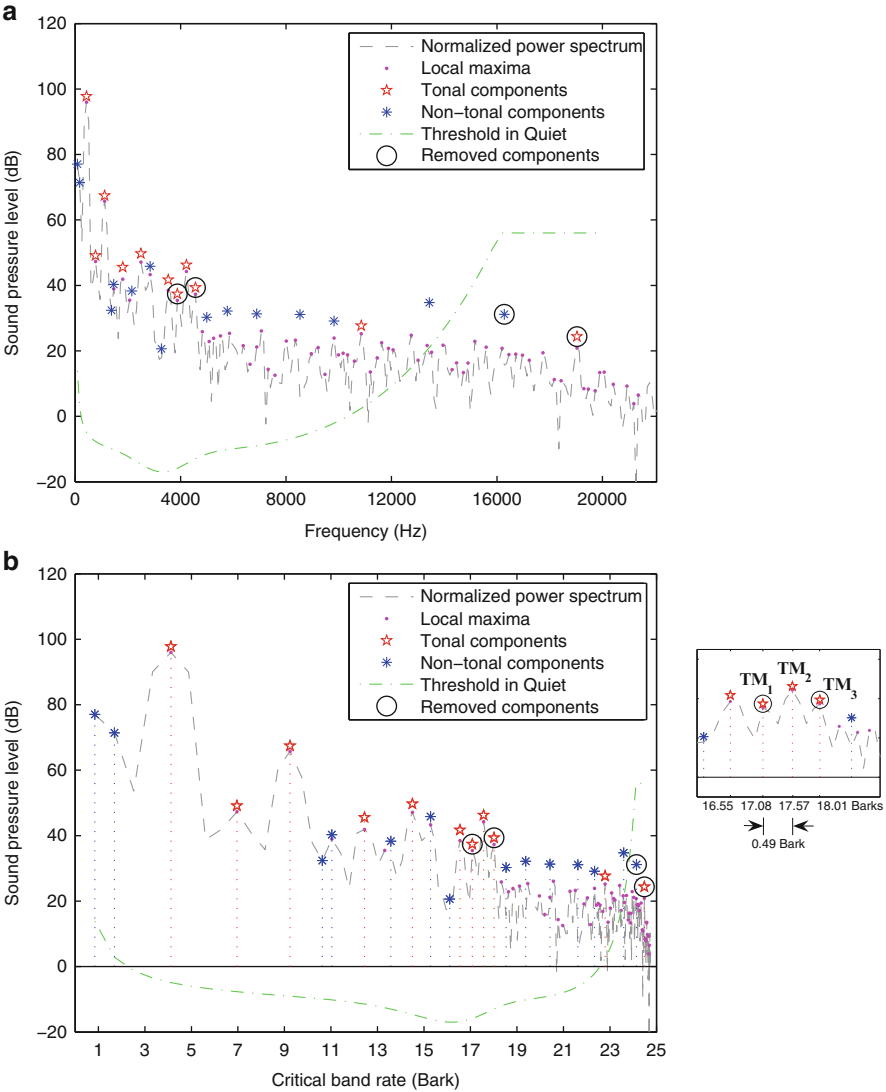 a
120
100
80
60
40
20
0
−20
Sound pressure level (dB)
Normalized power spectrum
Local maxima
Tonal components
Non−tonal components
Threshold in Quiet
Removed components
0 4000 8000 12000 16000 20000
Frequency (Hz)
b
120
100
80
60
40
20
0
−20
Sound pressure level (dB)
Normalized power spectrum
Local maxima
Tonal components
Non−tonal components
Threshold in Quiet
Removed components
1 3 5 7 9 11 13 15 17 19 21 23 25
Critical band rate (Bark)
TM1 TM2 TM3
16.55 17.08 17.57 18.01 Barks
0.49 Bark